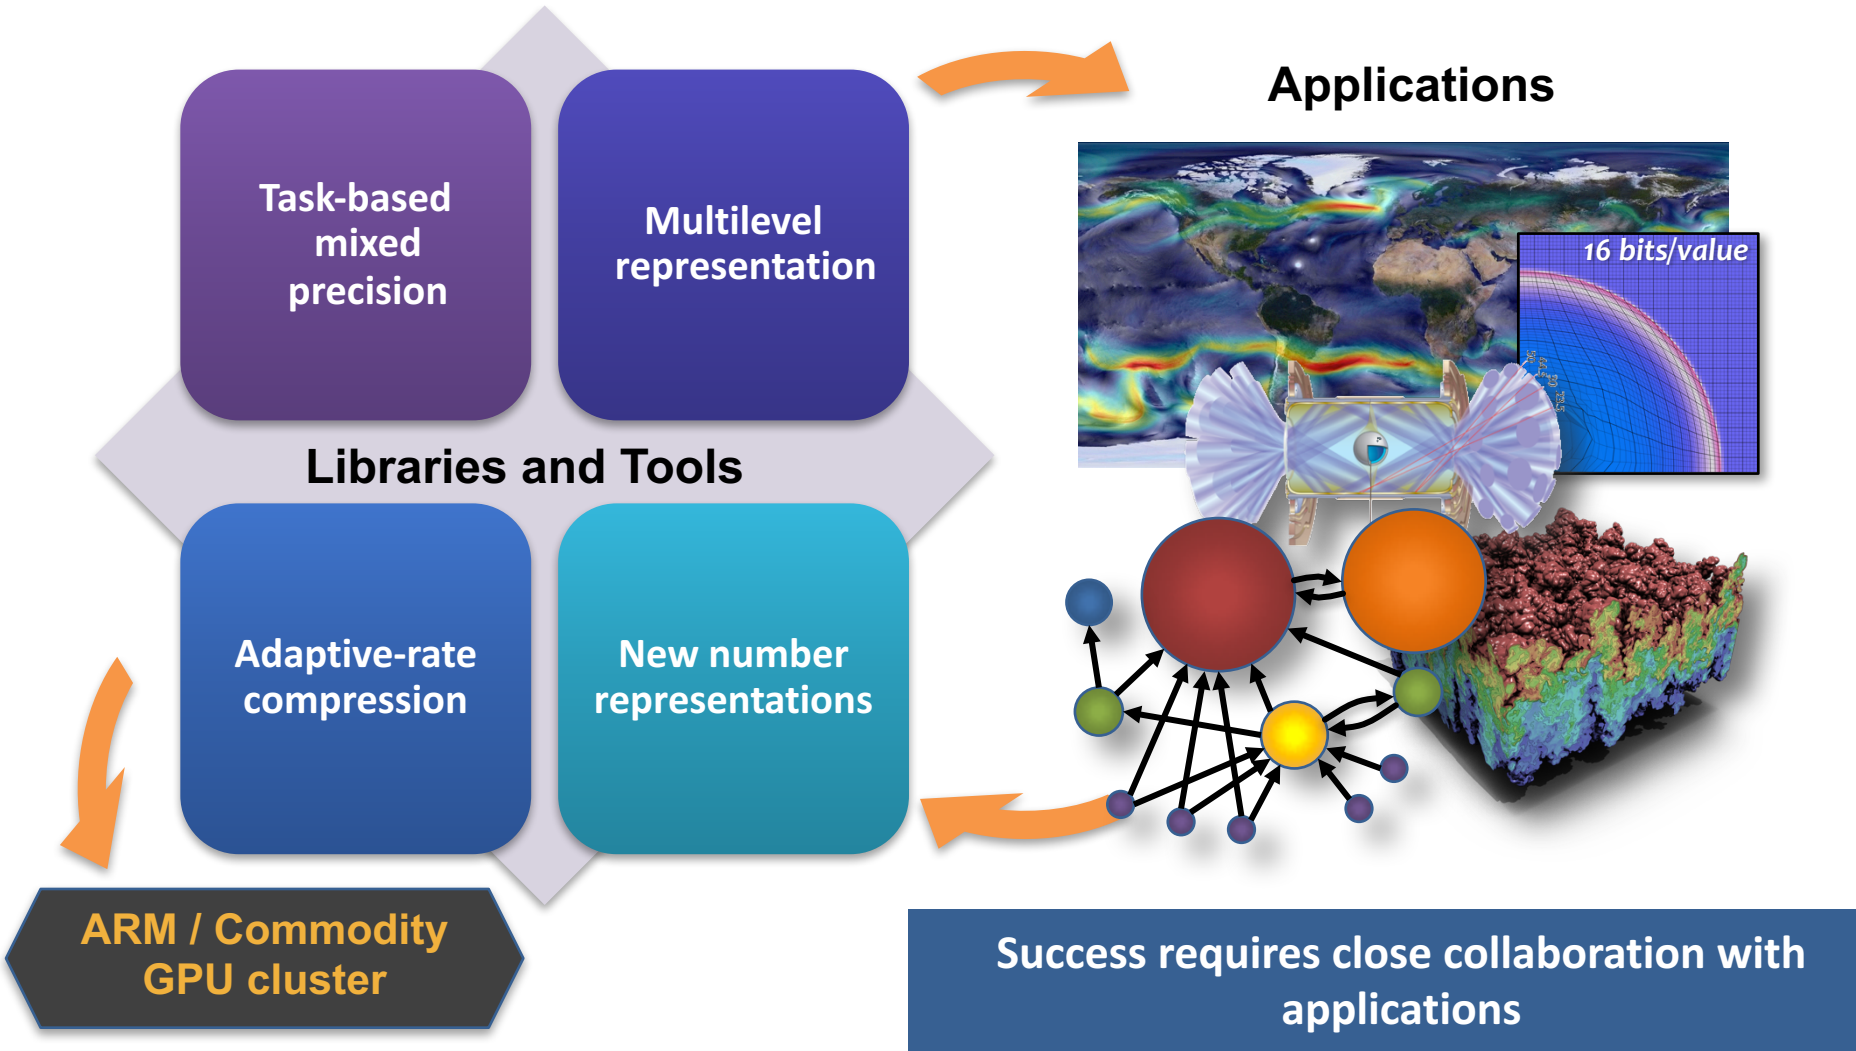 Applications
Task-based
mixed
precision
Multilevel
representation
16 bits/value
Libraries and Tools
Adaptive-rate
compression
New number
representations
ARM / Commodity
GPU cluster
Success requires close collaboration with
applications